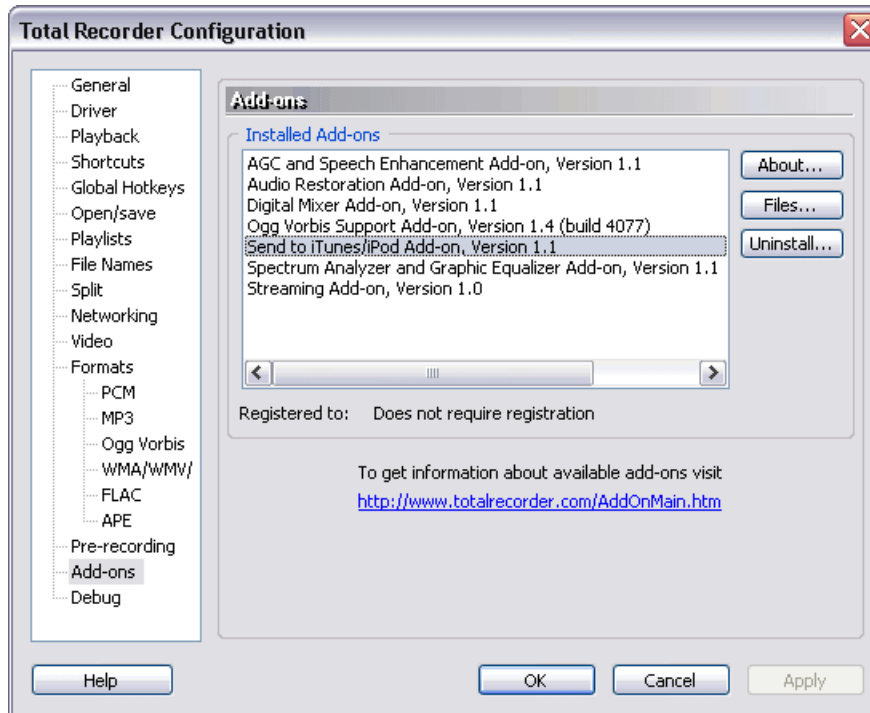 Total Recorder Configuration
General
Driver
Playback
Shortcuts
Global Hotkeys
Open/save
Playlists
File Names
Split
Networking
Video
Formats
PCM
MP3
Ogg Vorbis
WMA/WMV/
FLAC
APE
Pre-recording
Add-ons
Debug
Add-ons
Installed Add-ons
AGC and Speech Enhancement Add-on, Version 1.1
Audio Restoration Add-on, Version 1.1
Digital Mixer Add-on, Version 1.1
Ogg Vorbis Support Add-on, Version 1.4 (build 4077)
Send to iTunes/iPod Add-on, Version 1.1
Spectrum Analyzer and Graphic Equalizer Add-on, Version 1.1
Streaming Add-on, Version 1.0
About...
Files...
Uninstall...
Registered to: Does not require registration
To get information about available add-ons visit
http://www.totalrecorder.com/AddOnMain.htm
Help
OK
Cancel
Apply